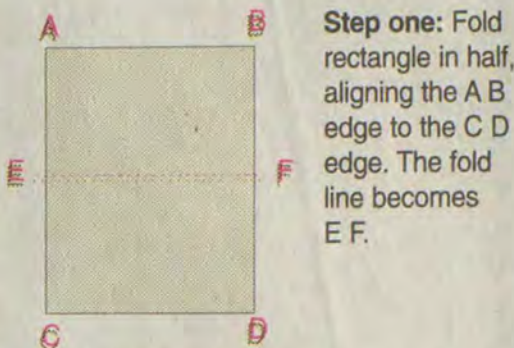 A B
Step one: Fold
rectangle in half,
aligning the A B
edge to the C D
edge. The fold
line becomes
E F.
E F
C D